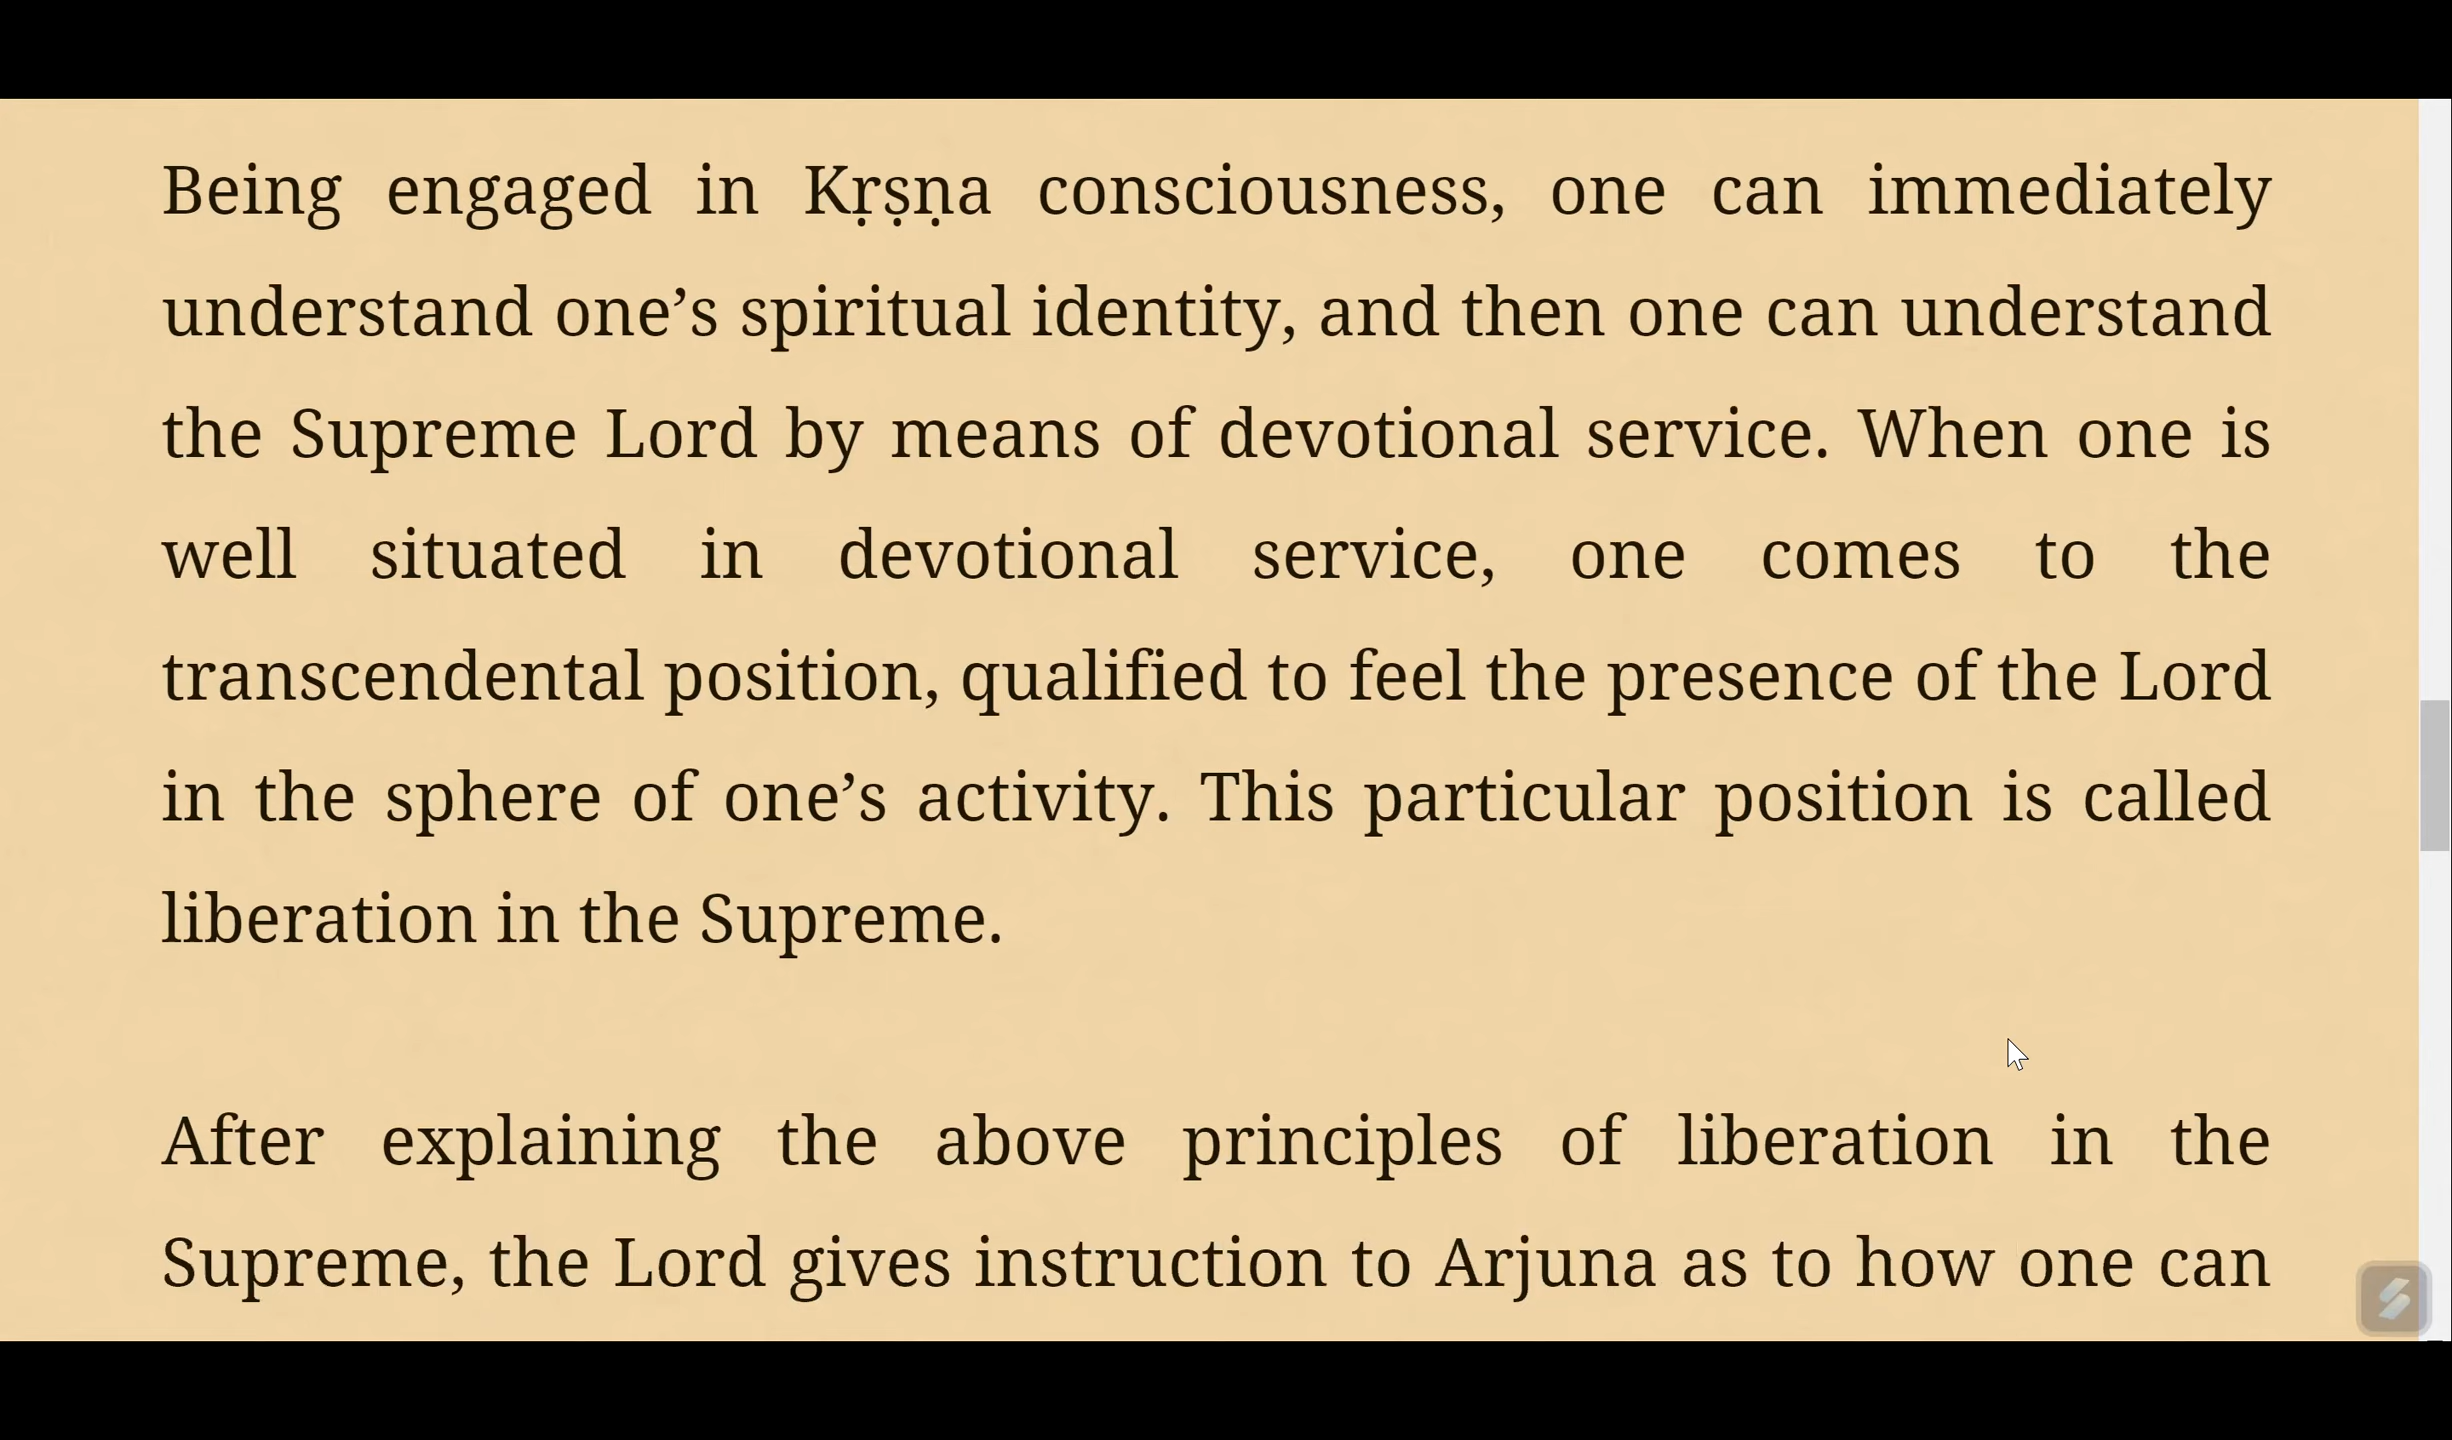 Being engaged in Kṛṣṇa consciousness, one can immediately
understand one’s spiritual identity, and then one can understand
the Supreme Lord by means of devotional service. When one is
well situated in devotional service, one comes to the
transcendental position, qualified to feel the presence of the Lord
in the sphere of one’s activity. This particular position is called
liberation in the Supreme.
After explaining the above principles of liberation in the
Supreme, the Lord gives instruction to Arjuna as to how one can